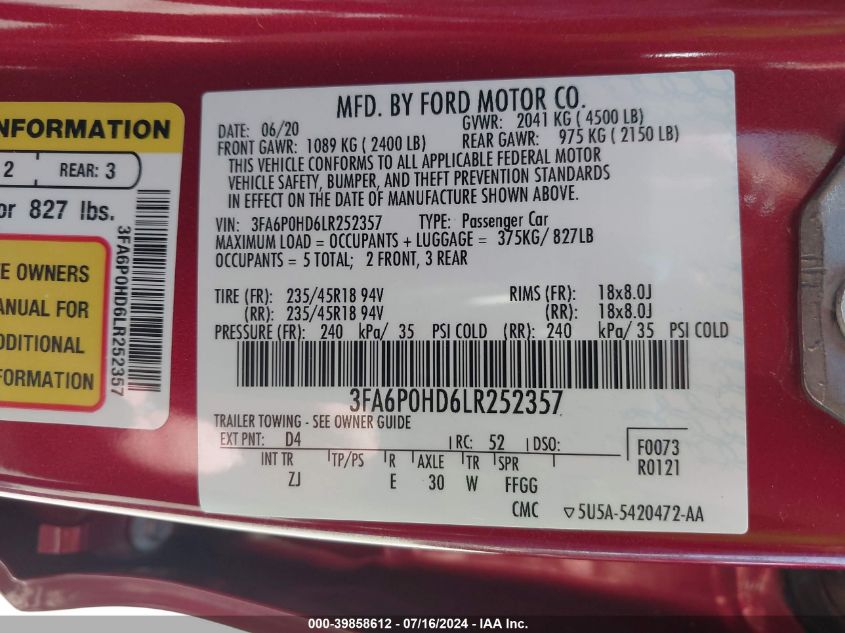 NFORMATION
2 REAR: 3
or 827 lbs.
E OWNERS
ANUAL FOR
DDITIONAL
FORMATION
3FA6P0HD6LR252357
MFD. BY FORD MOTOR CO.
DATE: 06/20 GVWR: 2041 KG ( 4500 LB)
FRONT GAWR: 1089 KG ( 2400 LB) REAR GAWR: 975 KG ( 2150 LB)
THIS VEHICLE CONFORMS TO ALL APPLICABLE FEDERAL MOTOR
VEHICLE SAFETY, BUMPER, AND THEFT PREVENTION STANDARDS
IN EFFECT ON THE DATE OF MANUFACTURE SHOWN ABOVE.
VIN: 3FA6P0HD6LR252357 TYPE: Passenger Car
MAXIMUM LOAD = OCCUPANTS + LUGGAGE = 375KG/ 827LB
OCCUPANTS = 5 TOTAL; 2 FRONT, 3 REAR
TIRE (FR): 235/45R18 94V RIMS (FR): 18x8.0J
(RR): 235/45R18 94V (RR): 18x8.0J
PRESSURE (FR): 240 kPa/ 35 PSI COLD (RR): 240 kPa/ 35 PSI COLD
3FA6P0HD6LR252357
TRAILER TOWING - SEE OWNER GUIDE
EXT PNT: D4 RC: 52 DSO: F0073
INT TR TP/PS R AXLE TR SPR R0121
ZJ E 30 W FFGG
CMC ▽5U5A-5420472-AA
000-39858612 - 07/16/2024 - IAA Inc.